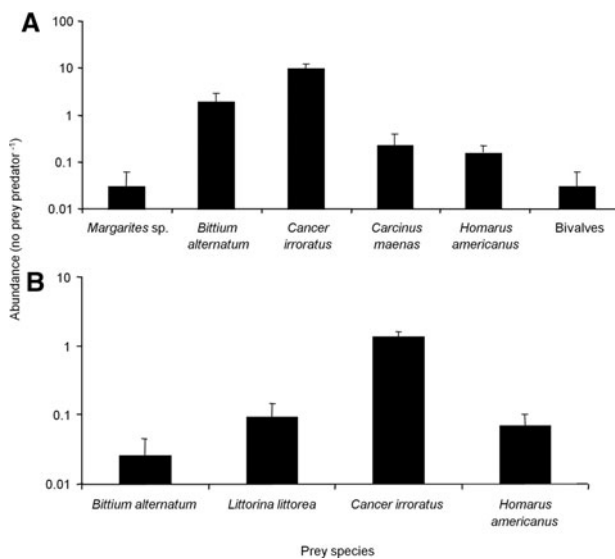 A
100
10
1
0.1
0.01
Margarites sp.
Bittium
alternatum
Cancer
irroratus
Carcinus
maenas
Homarus
americanus
Bivalves
Abundance (no prey predator ⁻¹)
B
10
1
0.1
0.01
Bittium alternatum
Littorina littorea
Cancer irroratus
Homarus
americanus
Prey species